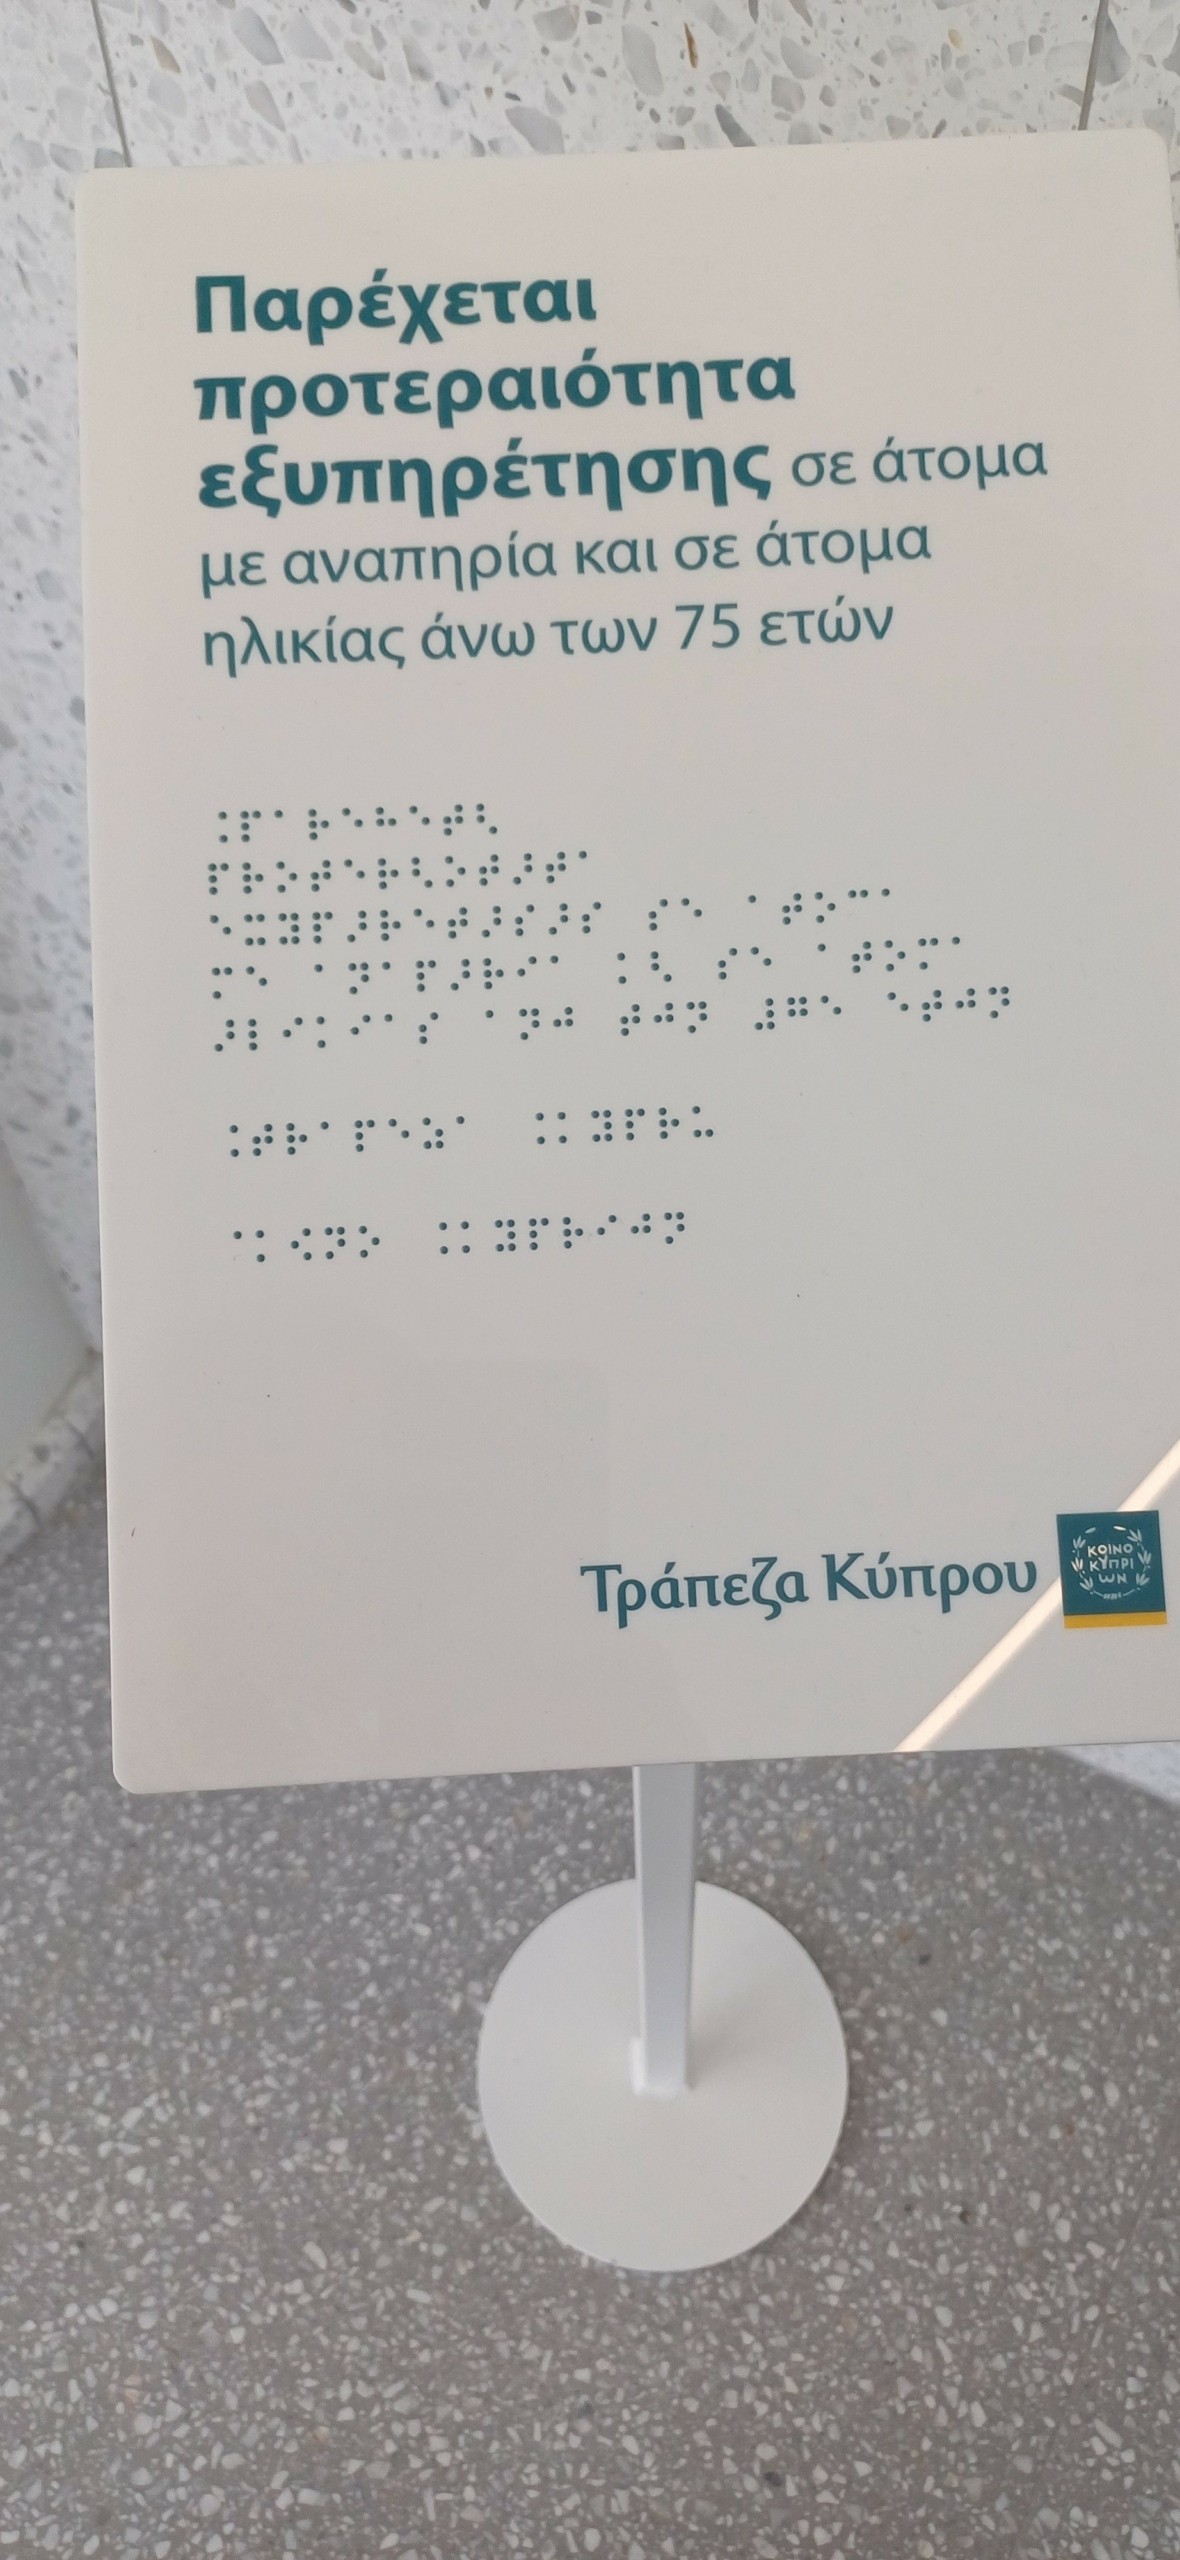 Παρέχεται
προτεραιότητα
εξυπηρέτησης σε άτομα
με αναπηρία και σε άτομα
ηλικίας άνω των 75 ετών
⠨⠏⠁⠗⠑⠓⠑⠞⠣
⠏⠗⠕⠞⠑⠗⠣⠕⠞⠜⠞⠁
⠑⠭⠽⠏⠜⠗⠑⠞⠜⠎⠜⠎ ⠎⠑ ⠁⠞⠕⠍⠁
⠍⠑ ⠁⠝⠁⠏⠜⠗⠊⠁ ⠅⠣ ⠎⠑ ⠁⠞⠕⠍⠁
⠜⠇⠊⠅⠊⠁⠎ ⠁⠝⠚ ⠞⠚⠝ ⠼⠛⠑ ⠑⠞⠚⠝
⠨⠞⠗⠁⠏⠑⠵⠁ ⠨⠅⠽⠏⠗⠥
⠨⠅⠪⠝⠕ ⠨⠅⠽⠏⠗⠊⠚⠝
Τράπεζα Κύπρου
ΚΟΙΝΟ
ΚΥΠΡΙ
ΩΝ